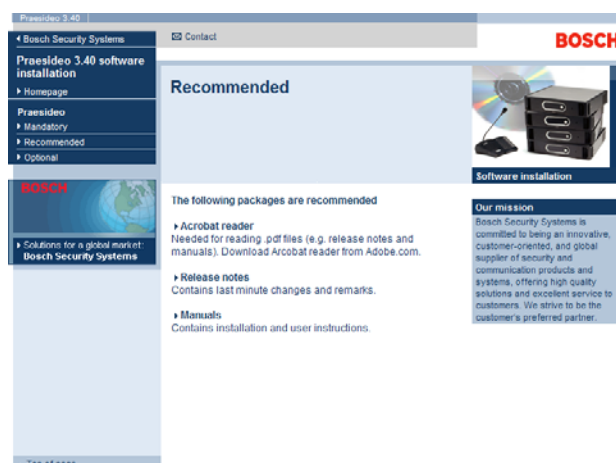 Praesideo 3.40
Bosch Security Systems
Praesideo 3.40 software
installation
Homepage
Praesideo
Mandatory
Recommended
Optional
BOSCH
Solutions for a global market:
Bosch Security Systems
Contact
BOSCH
Recommended
The following packages are recommended
Acrobat reader
Needed for reading .pdf files (e.g. release notes and
manuals). Download Arcobat reader from Adobe.com.
Release notes
Contains last minute changes and remarks.
Manuals
Contains installation and user instructions.
Software installation
Our mission
Bosch Security Systems is
committed to being an innovative,
customer-oriented, and global
supplier of security and
communication products and
systems, offering high quality
solutions and excellent service to
customers. We strive to be the
customer's preferred partner.
Top of page